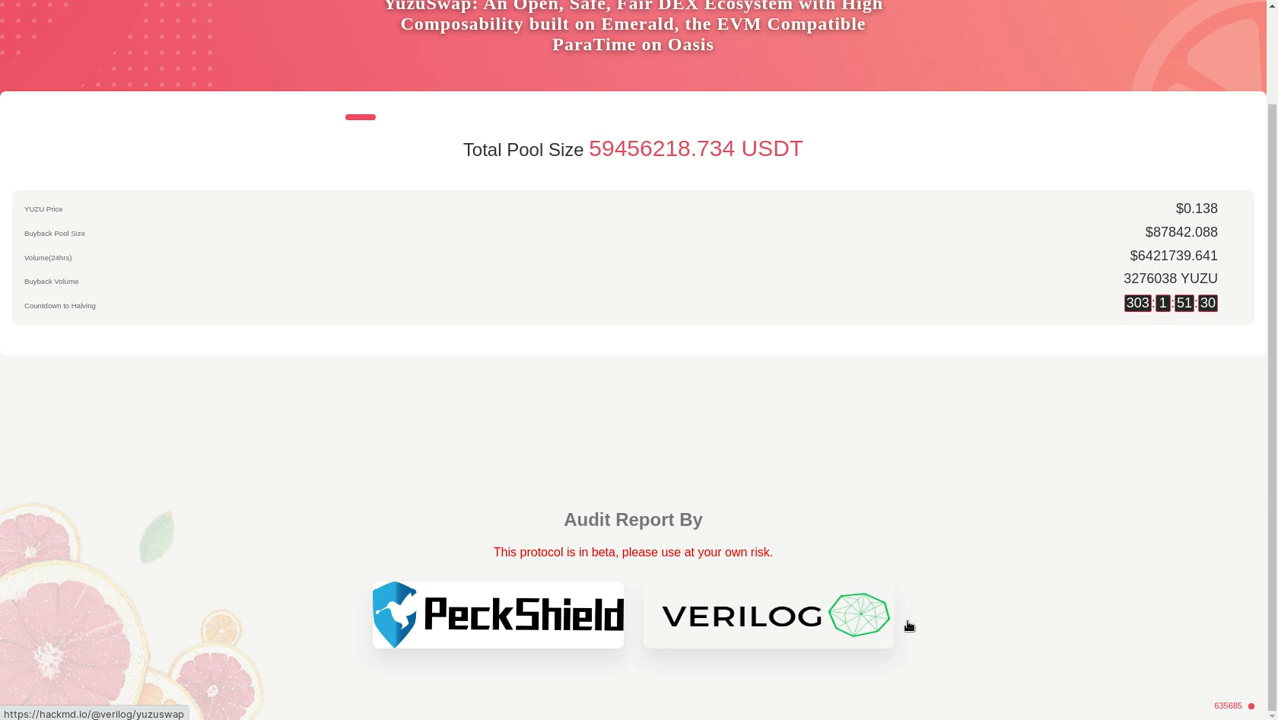 YuzuSwap: An Open, Safe, Fair DEX Ecosystem with High
Composability built on Emerald, the EVM Compatible
ParaTime on Oasis
Total Pool Size 59456218.734 USDT
YUZU Price $0.138
Buyback Pool Size $87842.088
Volume(24hrs) $6421739.641
Buyback Volume 3276038 YUZU
Countdown to Halving 303:1:51:30
Audit Report By
This protocol is in beta, please use at your own risk.
PeckShield VERILOG
635685
https://hackmd.io/@verilog/yuzuswap